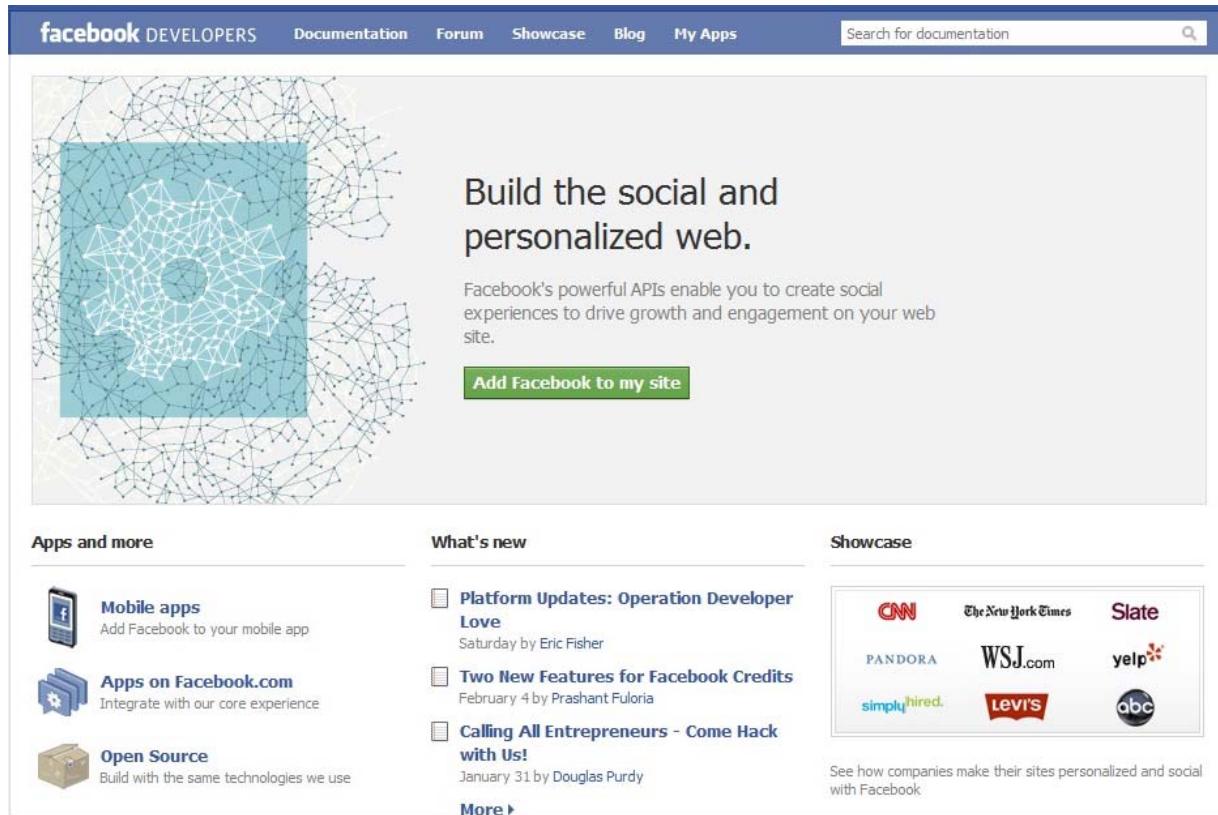 facebook DEVELOPERS Documentation Forum Showcase Blog My Apps Search for documentation
Build the social and
personalized web.
Facebook's powerful APIs enable you to create social
experiences to drive growth and engagement on your web
site.
Add Facebook to my site
Apps and more
Mobile apps
Add Facebook to your mobile app
Apps on Facebook.com
Integrate with our core experience
Open Source
Build with the same technologies we use
What's new
Platform Updates: Operation Developer
Love
Saturday by Eric Fisher
Two New Features for Facebook Credits
February 4 by Prashant Fuloria
Calling All Entrepreneurs - Come Hack
with Us!
January 31 by Douglas Purdy
More
Showcase
CNN The New York Times Slate
PANDORA WSJ.com yelp
simplyhired. LEVI'S abc
See how companies make their sites personalized and social
with Facebook